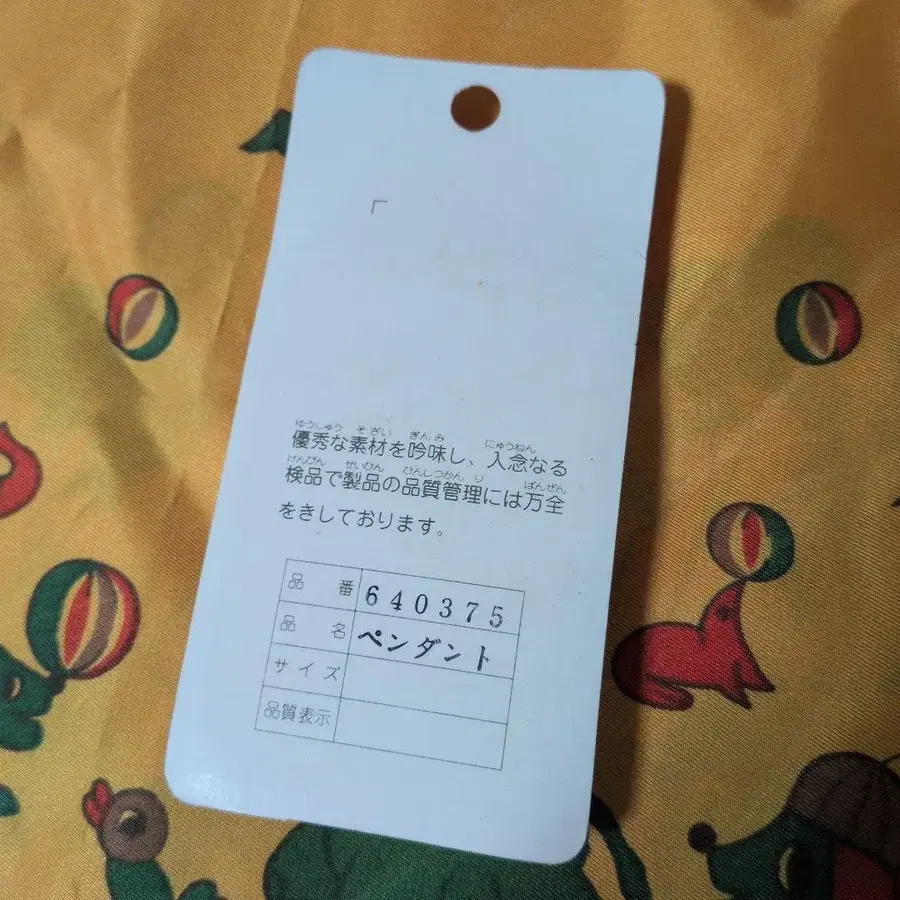 優秀な素材を吟味し、入念なる
検品で製品の品質管理には万全
をきしております。
品番 640375
品名 ペンダント
サイズ
品質表示